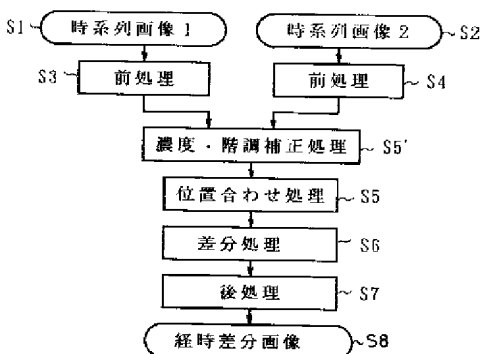 S1 時系列画像1 時系列画像2 S2
S3 前処理 前処理 S4
濃度・階調補正処理 S5'
位置合わせ処理 S5
差分処理 S6
後処理 S7
経時差分画像 S8